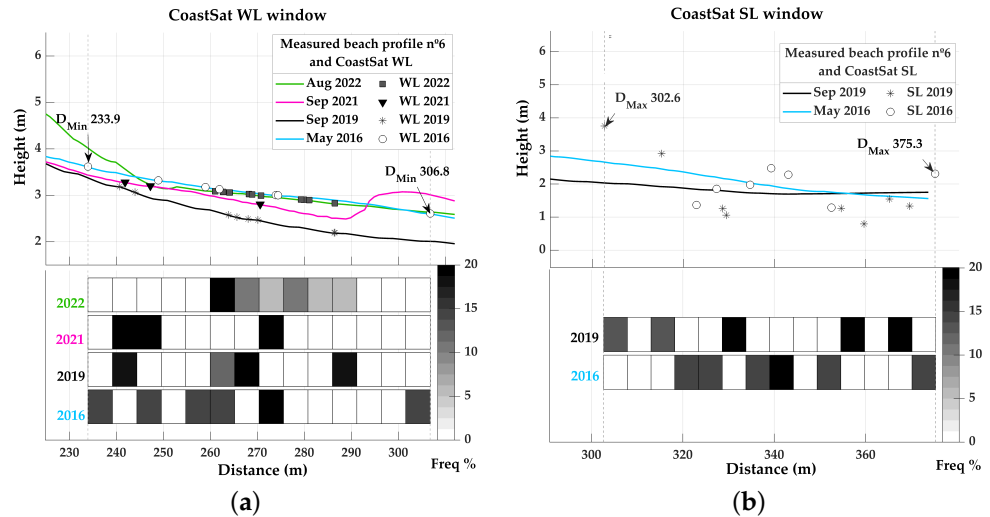 CoastSat WL window
Measured beach profile nº6
and CoastSat WL
Aug 2022 WL 2022
Sep 2021 WL 2021
Sep 2019 WL 2019
May 2016 WL 2016
Height (m)
6
5
4
3
2
D Min 233.9
306.8
D Max
2022
2021
2019
2016
20
15
10
5
0
230 240 250 260 270 280 290 300
Distance (m)
Freq %
(a)
CoastSat SL window
Measured beach profile nº6
and CoastSat SL
Sep 2019 SL 2019
May 2016 SL 2016
Height (m)
6
5
4
3
2
1
0
D Max 302.6
D Max 375.3
2019
2016
20
15
10
5
0
300 320 340 360
Distance (m)
Freq %
(b)